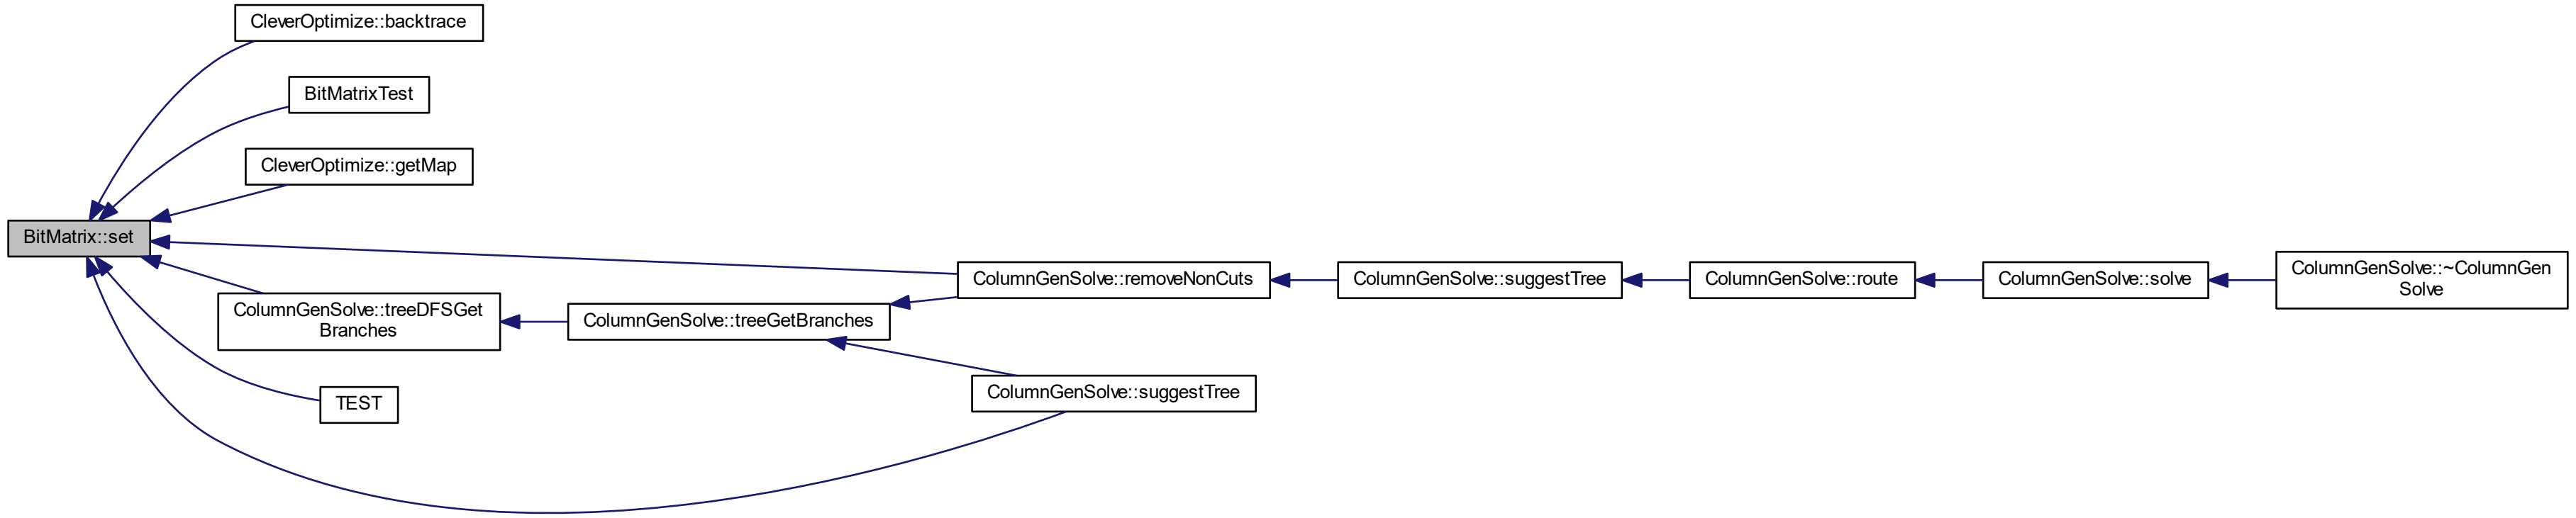 CleverOptimize::backtrace
BitMatrixTest
CleverOptimize::getMap
BitMatrix::set
ColumnGenSolve::removeNonCuts
ColumnGenSolve::suggestTree
ColumnGenSolve::route
ColumnGenSolve::solve
ColumnGenSolve::~ColumnGen
Solve
ColumnGenSolve::treeDFSGet
Branches
ColumnGenSolve::treeGetBranches
ColumnGenSolve::suggestTree
TEST